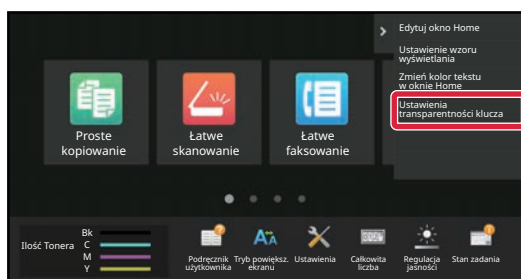 Edytuj okno Home
Ustawienie wzoru
wyświetlania
Zmień kolor tekstu
w oknie Home
Ustawienia
transparentności klucza
Proste
kopiowanie
Łatwe
skanowanie
Łatwe
faksowanie
Ilość Tonera
Bk
C
M
Y
Podręcznik
użytkownika
Tryb powiększ.
ekranu
Ustawienia
Całkowita
liczba
Regulacja
jasności
Stan zadania